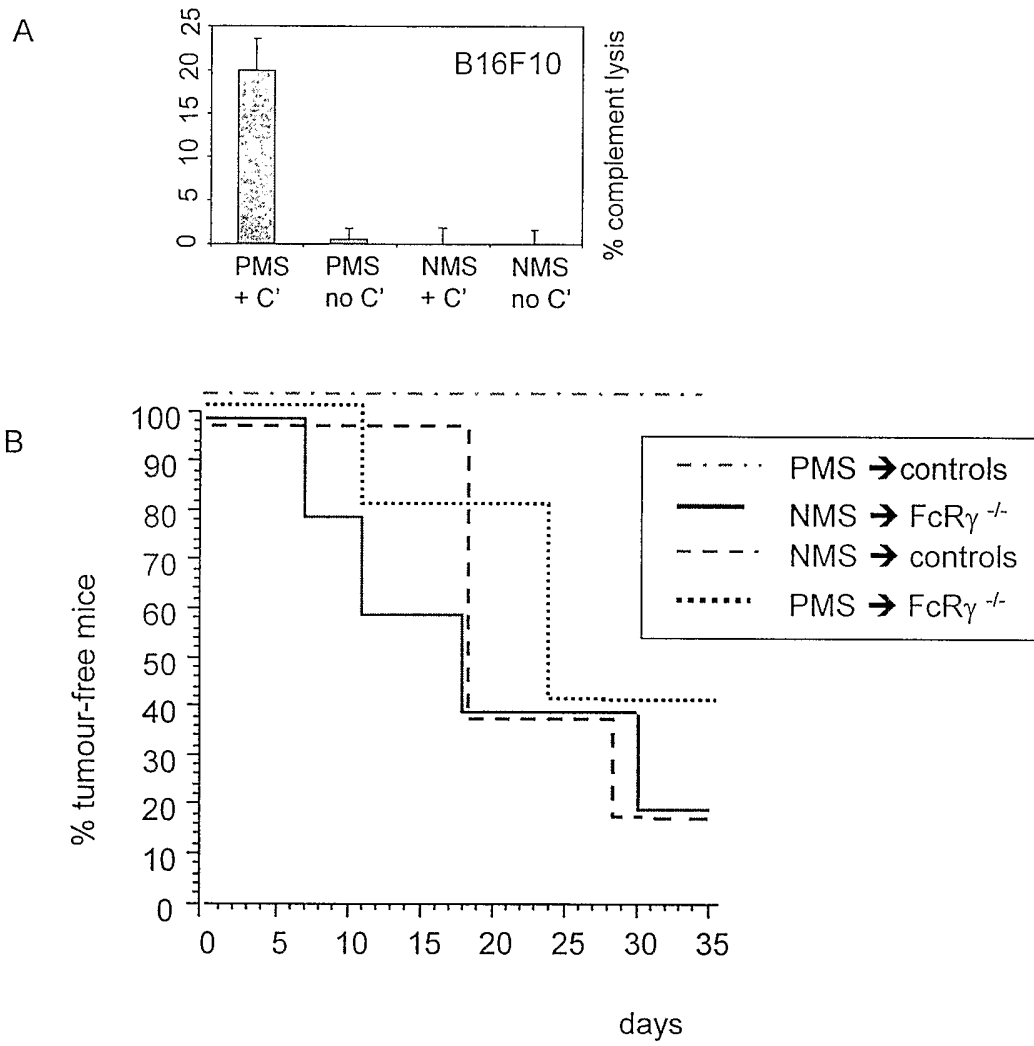 A
25
20
15
10
5
0
B16F10
% complement lysis
PMS
+ C'
PMS
no C'
NMS
+ C'
NMS
no C'
B
100
90
80
70
60
50
40
30
20
10
0
% tumour-free mice
0 5 10 15 20 25 30 35
days
PMS ➔ controls
NMS ➔ FcRγ -/-
NMS ➔ controls
PMS ➔ FcRγ -/-